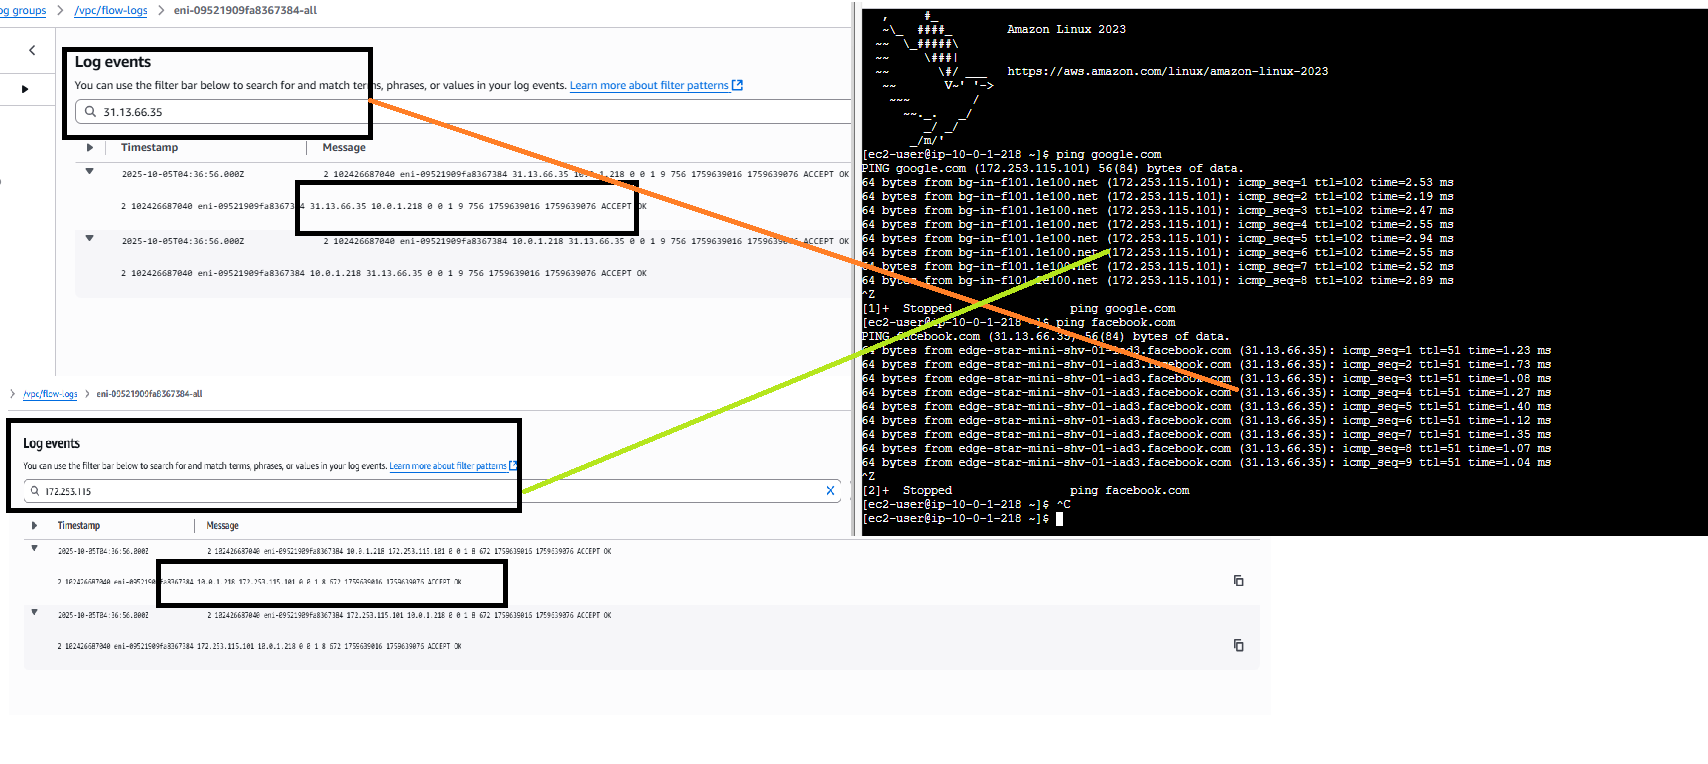 og groups > /vpc/flow-logs > eni-09521909fa8367384-all
Log events
You can use the filter bar below to search for and match terms, phrases, or values in your log events. Learn more about filter patterns
31.13.66.35
Timestamp Message
2025-10-05T04:36:56.000Z 2 102426687040 eni-09521909fa8367384 31.13.66.35 10.0.1.218 0 0 1 9 756 1759639016 1759639076 ACCEPT OK
2 102426687040 eni-09521909fa8367384 31.13.66.35 10.0.1.218 0 0 1 9 756 1759639016 1759639076 ACCEPT OK
2025-10-05T04:36:56.000Z 2 102426687040 eni-09521909fa8367384 10.0.1.218 31.13.66.35 0 0 1 9 756 1759639016 1759639076 ACCEPT OK
2 102426687040 eni-09521909fa8367384 10.0.1.218 31.13.66.35 0 0 1 9 756 1759639016 1759639076 ACCEPT OK
> /vpc/flow-logs > eni-09521909fa8367384-all
Log events
You can use the filter bar below to search for and match terms, phrases, or values in your log events. Learn more about filter patterns
172.253.115
Timestamp Message
2025-10-05T04:36:56.000Z 2 102426687040 eni-09521909fa8367384 10.0.1.218 172.253.115.101 0 0 1 8 672 1759639016 1759639076 ACCEPT OK
2 102426687040 eni-09521909fa8367384 10.0.1.218 172.253.115.101 0 0 1 8 672 1759639016 1759639076 ACCEPT OK
2025-10-05T04:36:56.000Z 2 102426687040 eni-09521909fa8367384 172.253.115.101 10.0.1.218 0 0 1 8 672 1759639016 1759639076 ACCEPT OK
2 102426687040 eni-09521909fa8367384 172.253.115.101 10.0.1.218 0 0 1 8 672 1759639016 1759639076 ACCEPT OK
   ,     #_
   ~\_  ####_        Amazon Linux 2023
  ~~  \_#####\
  ~~     \###|
  ~~       \#/ ___   https://aws.amazon.com/linux/amazon-linux-2023
   ~~       V~' '->
    ~~~         /
      ~~._.   _/
         _/ _/
       _/m/'
[ec2-user@ip-10-0-1-218 ~]$ ping google.com
PING google.com (172.253.115.101) 56(84) bytes of data.
64 bytes from bg-in-f101.1e100.net (172.253.115.101): icmp_seq=1 ttl=102 time=2.53 ms
64 bytes from bg-in-f101.1e100.net (172.253.115.101): icmp_seq=2 ttl=102 time=2.19 ms
64 bytes from bg-in-f101.1e100.net (172.253.115.101): icmp_seq=3 ttl=102 time=2.47 ms
64 bytes from bg-in-f101.1e100.net (172.253.115.101): icmp_seq=4 ttl=102 time=2.55 ms
64 bytes from bg-in-f101.1e100.net (172.253.115.101): icmp_seq=5 ttl=102 time=2.94 ms
64 bytes from bg-in-f101.1e100.net (172.253.115.101): icmp_seq=6 ttl=102 time=2.55 ms
64 bytes from bg-in-f101.1e100.net (172.253.115.101): icmp_seq=7 ttl=102 time=2.52 ms
64 bytes from bg-in-f101.1e100.net (172.253.115.101): icmp_seq=8 ttl=102 time=2.89 ms
^Z
[1]+  Stopped                 ping google.com
[ec2-user@ip-10-0-1-218 ~]$ ping facebook.com
PING facebook.com (31.13.66.35) 56(84) bytes of data.
64 bytes from edge-star-mini-shv-01-iad3.facebook.com (31.13.66.35): icmp_seq=1 ttl=51 time=1.23 ms
64 bytes from edge-star-mini-shv-01-iad3.facebook.com (31.13.66.35): icmp_seq=2 ttl=51 time=1.73 ms
64 bytes from edge-star-mini-shv-01-iad3.facebook.com (31.13.66.35): icmp_seq=3 ttl=51 time=1.08 ms
64 bytes from edge-star-mini-shv-01-iad3.facebook.com (31.13.66.35): icmp_seq=4 ttl=51 time=1.27 ms
64 bytes from edge-star-mini-shv-01-iad3.facebook.com (31.13.66.35): icmp_seq=5 ttl=51 time=1.40 ms
64 bytes from edge-star-mini-shv-01-iad3.facebook.com (31.13.66.35): icmp_seq=6 ttl=51 time=1.12 ms
64 bytes from edge-star-mini-shv-01-iad3.facebook.com (31.13.66.35): icmp_seq=7 ttl=51 time=1.35 ms
64 bytes from edge-star-mini-shv-01-iad3.facebook.com (31.13.66.35): icmp_seq=8 ttl=51 time=1.07 ms
64 bytes from edge-star-mini-shv-01-iad3.facebook.com (31.13.66.35): icmp_seq=9 ttl=51 time=1.04 ms
^Z
[2]+  Stopped                 ping facebook.com
[ec2-user@ip-10-0-1-218 ~]$ ^C
[ec2-user@ip-10-0-1-218 ~]$